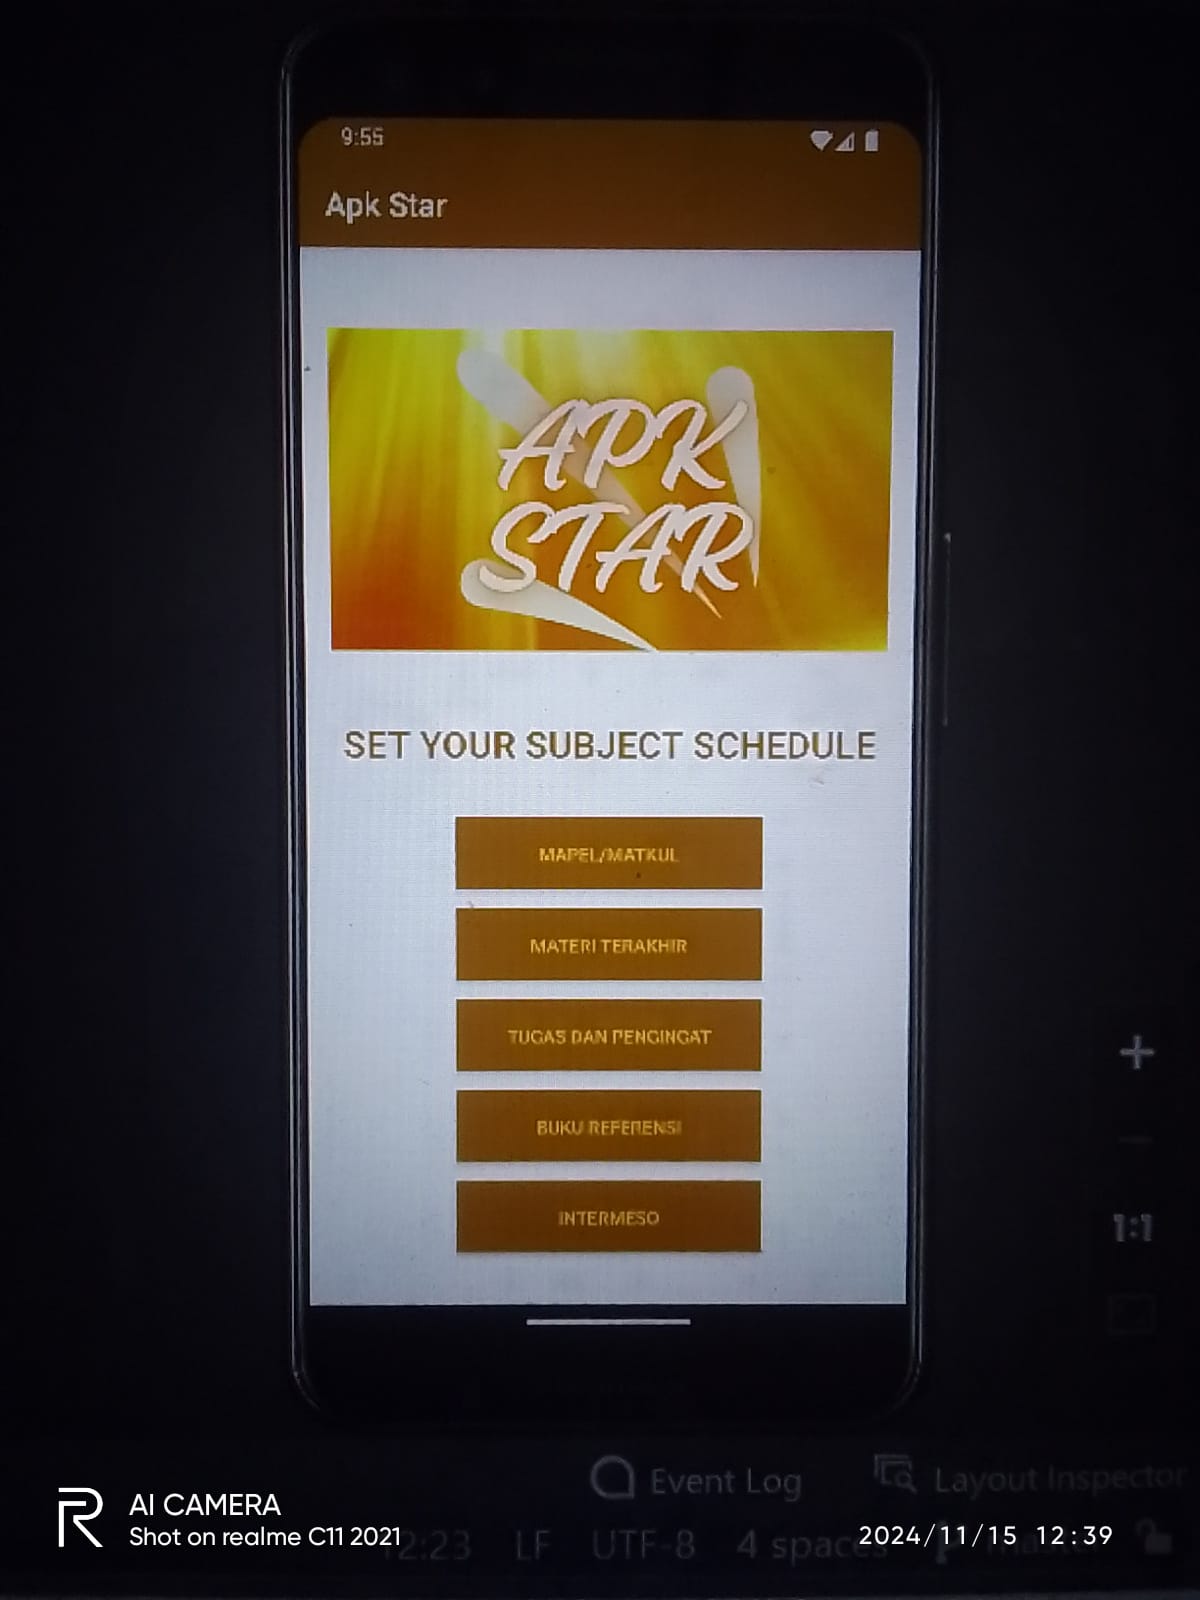 9:55
Apk Star
APK
STAR
SET YOUR SUBJECT SCHEDULE
MAPEL/MATKUL
MATERI TERAKHIR
TUGAS DAN PENGINGAT
BUKU REFERENSI
INTERMESO
1:1
Event Log
Layout Inspector
AI CAMERA
Shot on realme C11 2021
2:23
LF
UTF-8
4 spaces
2024/11/15 12:39